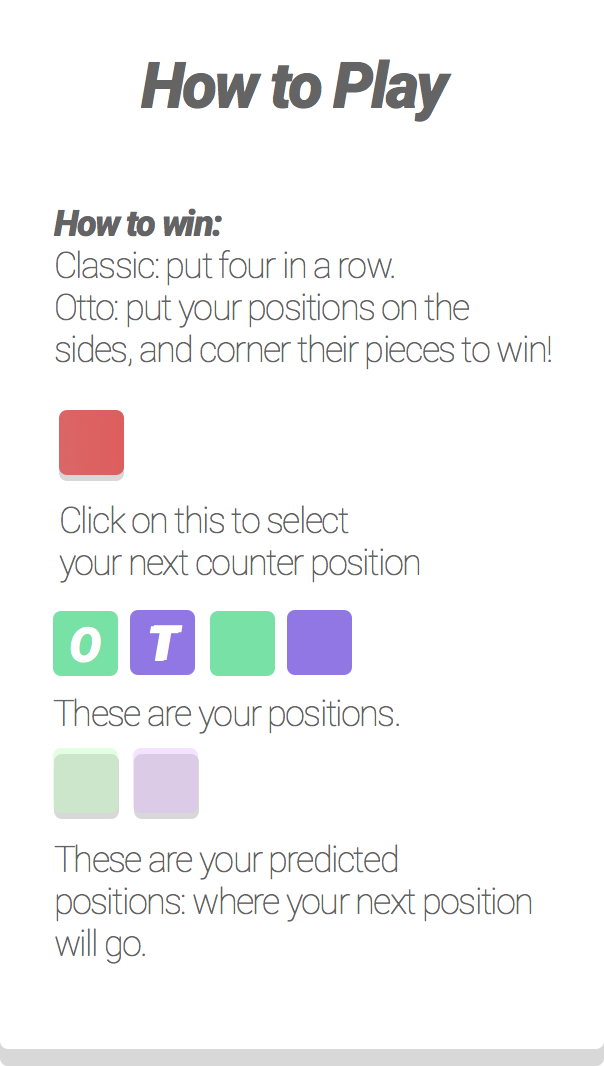 How to Play
How to win:
Classic: put four in a row.
Otto: put your positions on the
sides, and corner their pieces to win!
Click on this to select
your next counter position
O T
These are your positions.
These are your predicted
positions: where your next position
will go.